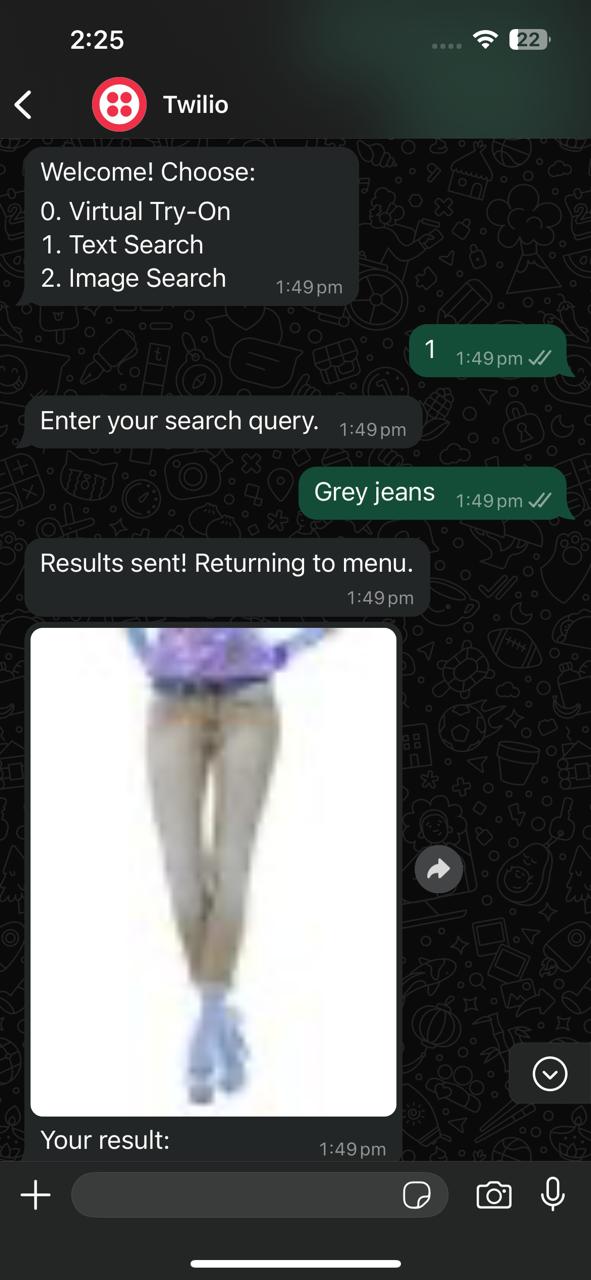 2:25
22
Twilio
Welcome! Choose:
0. Virtual Try-On
1. Text Search
2. Image Search
1:49 pm
1 1:49 pm
Enter your search query. 1:49 pm
Grey jeans 1:49 pm
Results sent! Returning to menu.
1:49 pm
Your result: 1:49 pm